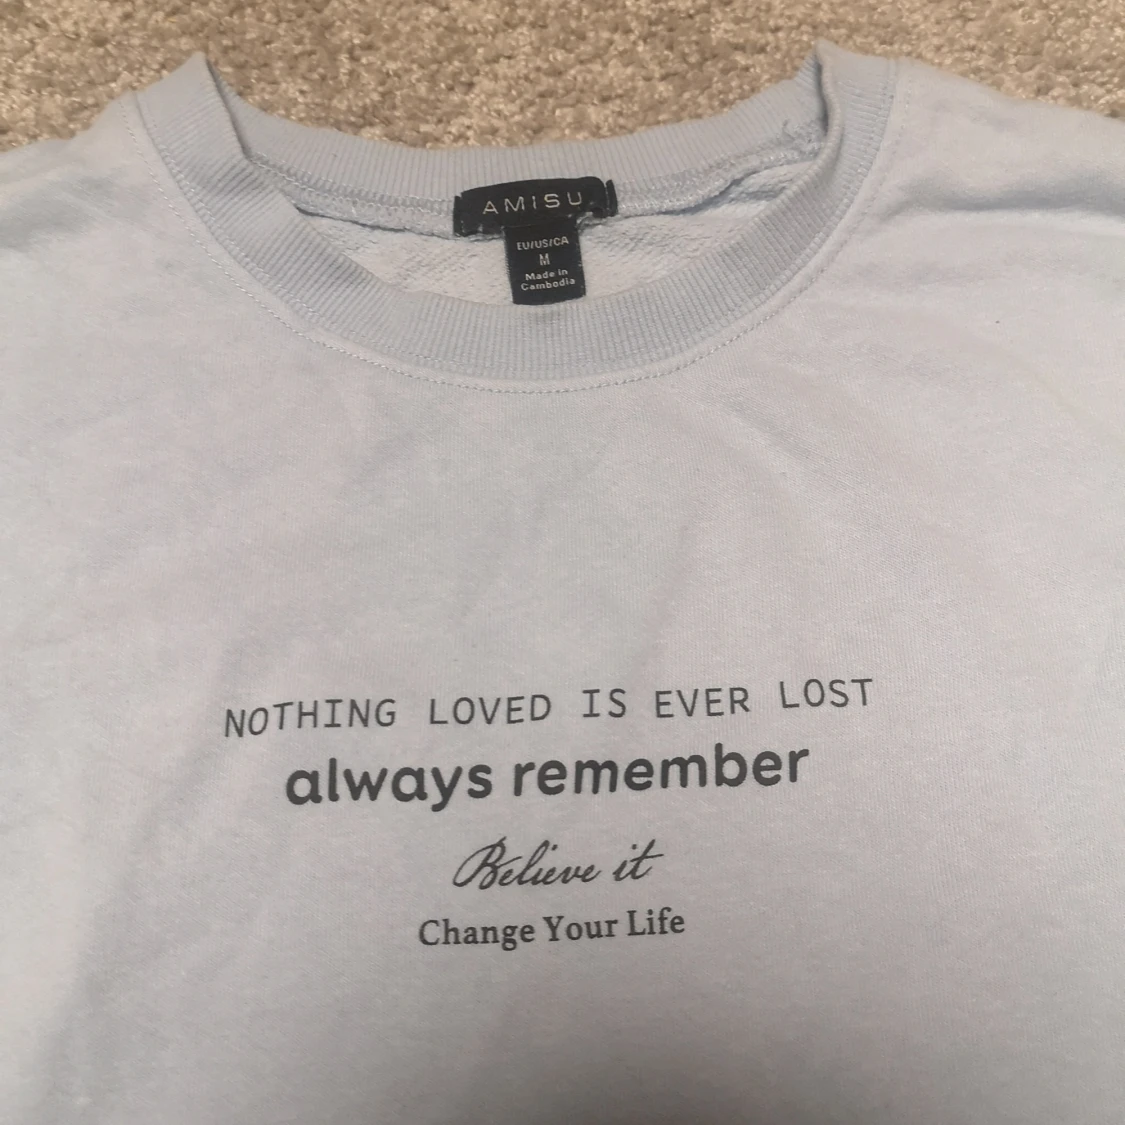 AMISU
EU/US/CA
M
Made in
Cambodia
NOTHING LOVED IS EVER LOST
always remember
Believe it
Change Your Life